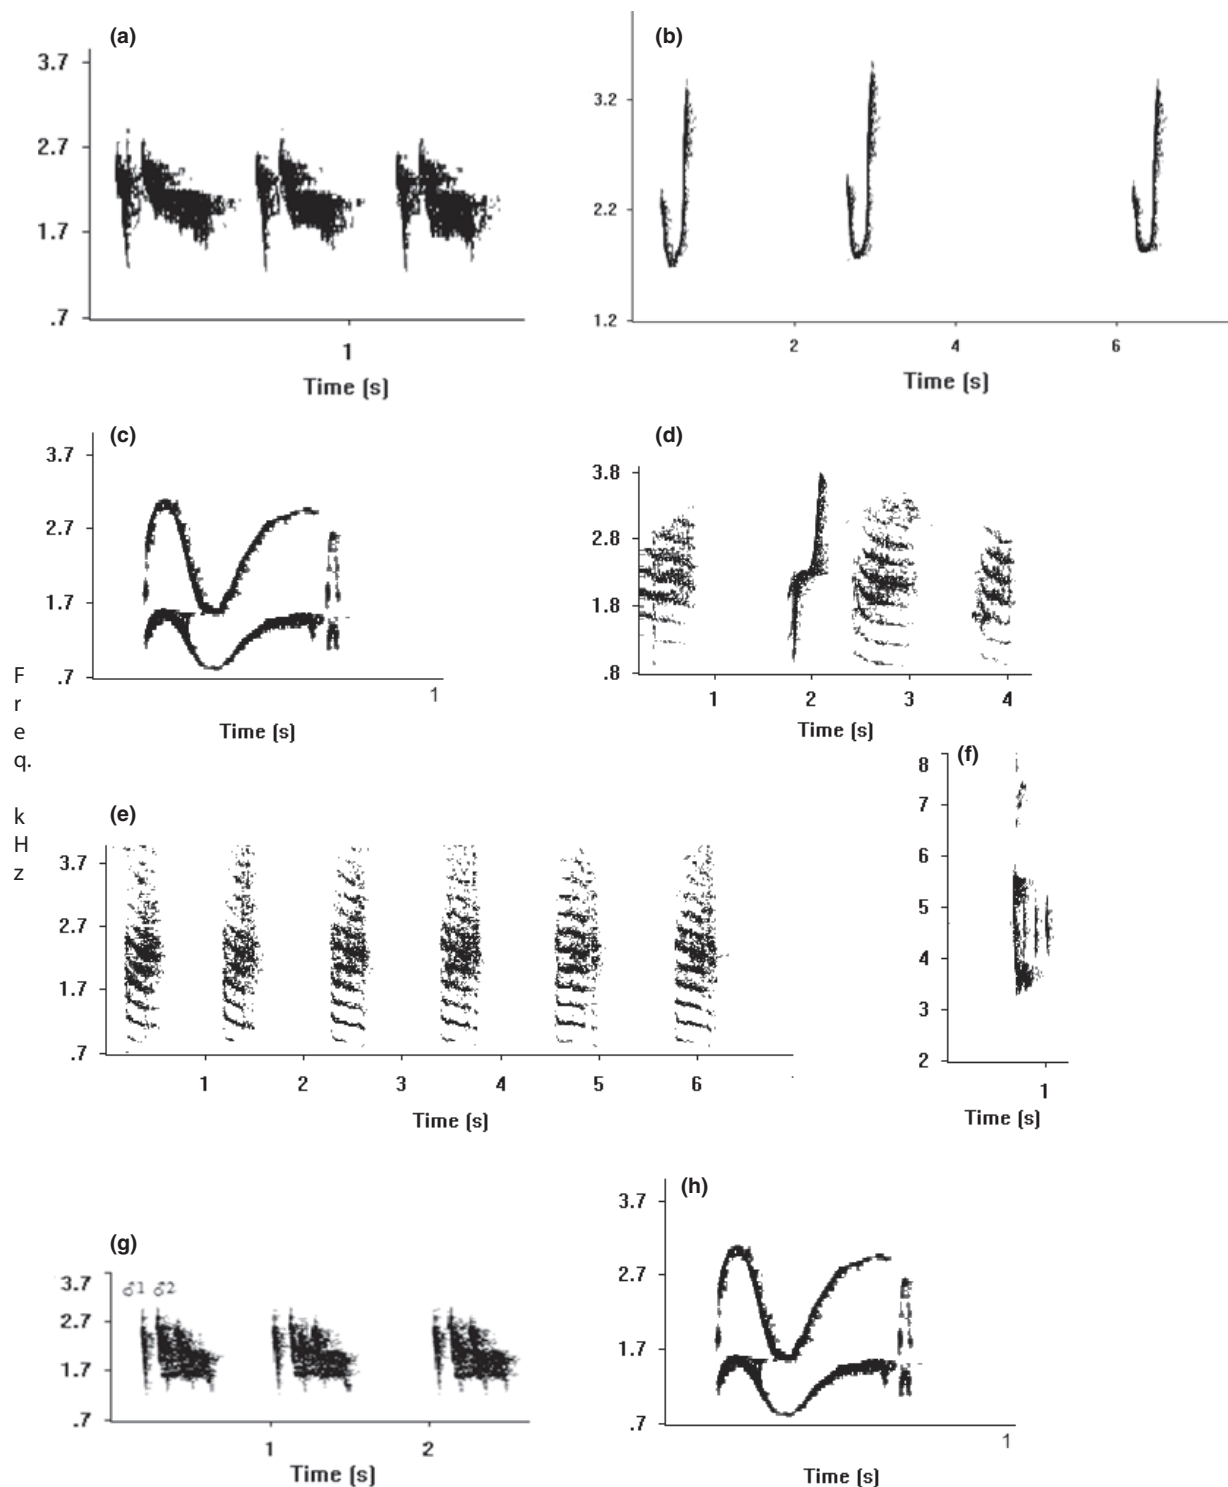 (a)
3.7
2.7
1.7
.7
1
Time (s)
(b)
3.2
2.2
1.2
2 4 6
Time (s)
(c)
3.7
2.7
1.7
.7
1
Time (s)
(d)
3.8
2.8
1.8
.8
1 2 3 4
Time (s)
F
r
e
q.
k
H
z
(e)
3.7
2.7
1.7
.7
1 2 3 4 5 6
Time (s)
(f)
8
7
6
5
4
3
2
1
Time (s)
(g)
3.7
♂1 ♂2
2.7
1.7
.7
1 2
Time (s)
(h)
3.7
2.7
1.7
.7
1
Time (s)